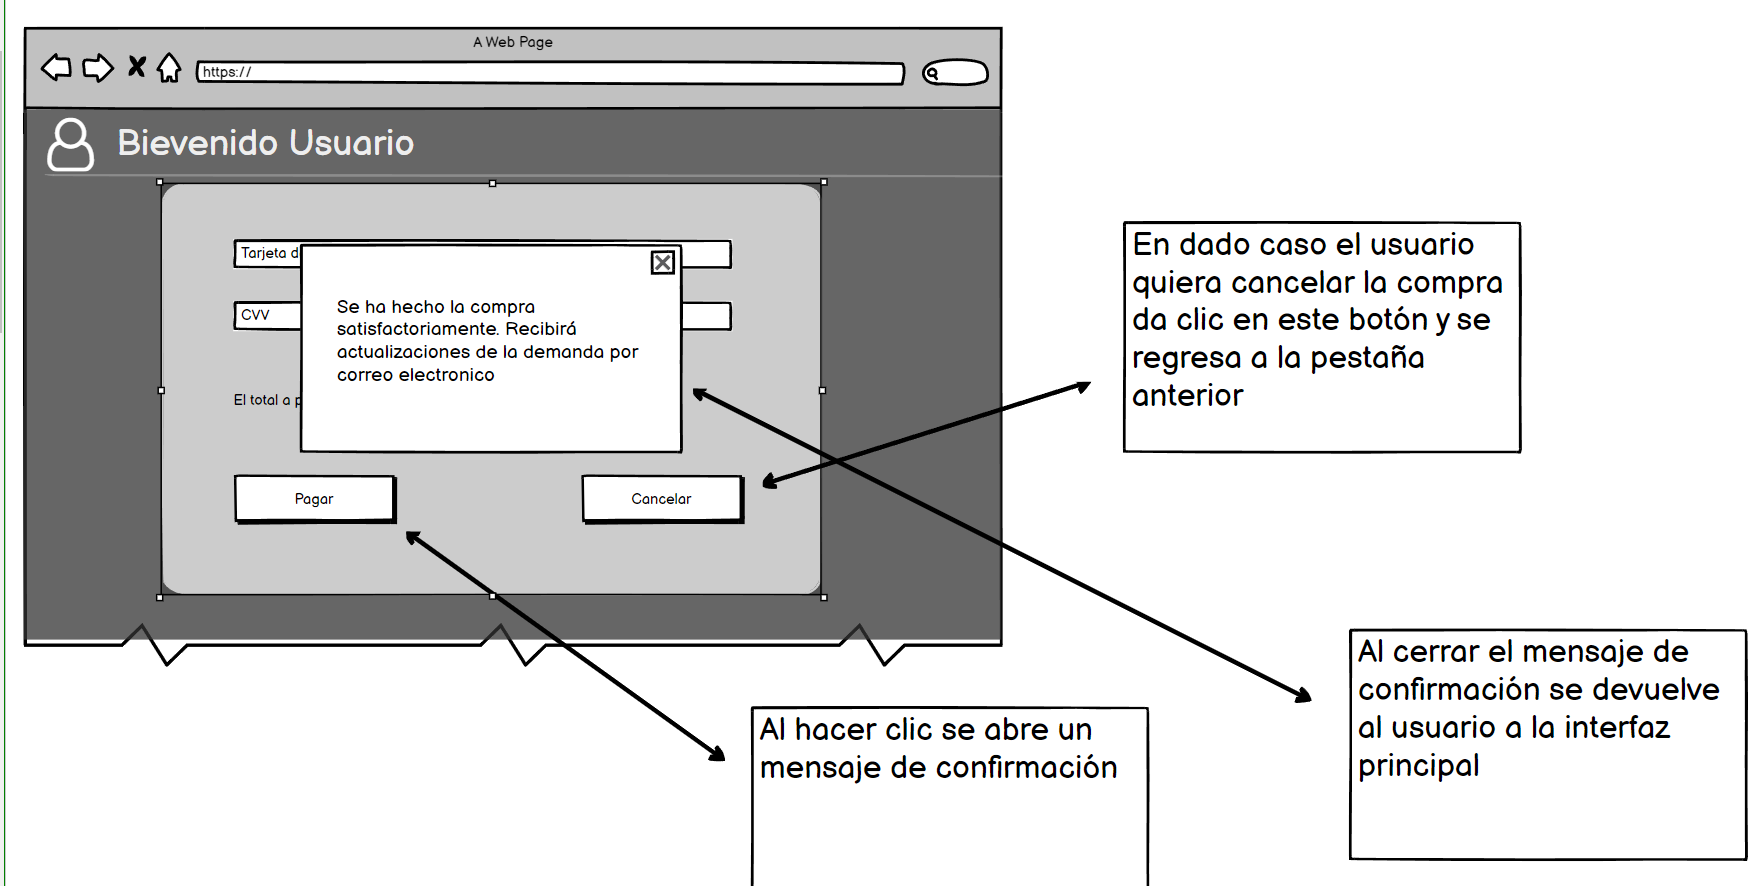 A Web Page
https://
Bievenido Usuario
Tarjeta d
CVV
Se ha hecho la compra
satisfactoriamente. Recibirá
actualizaciones de la demanda por
correo electronico
El total a p
Pagar
Cancelar
En dado caso el usuario
quiera cancelar la compra
da clic en este botón y se
regresa a la pestaña
anterior
Al hacer clic se abre un
mensaje de confirmación
Al cerrar el mensaje de
confirmación se devuelve
al usuario a la interfaz
principal